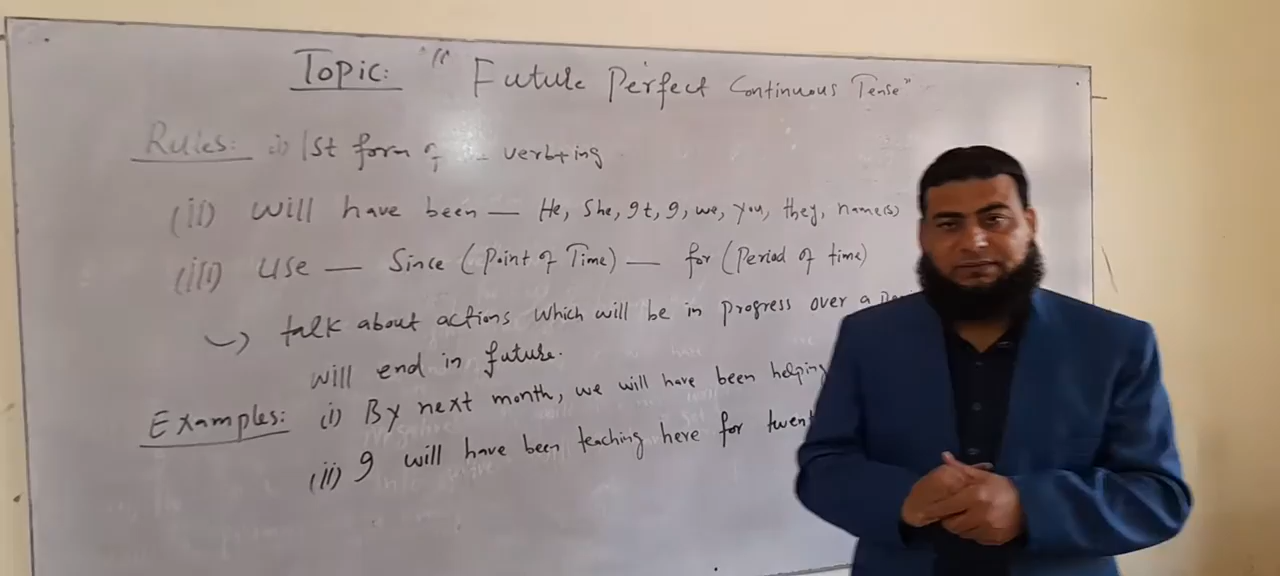 Topic: " Future Perfect Continuous Tense"
Rules: (i) 1st form of verb+ing
(ii) will have been — He, She, It, I, we, you, they, name(s)
(iii) Use — Since (Point of Time) — for (Period of time)
talk about actions which will be in progress over a
will end in future.
Examples: (i) By next month, we will have been helping
(ii) I will have been teaching here for